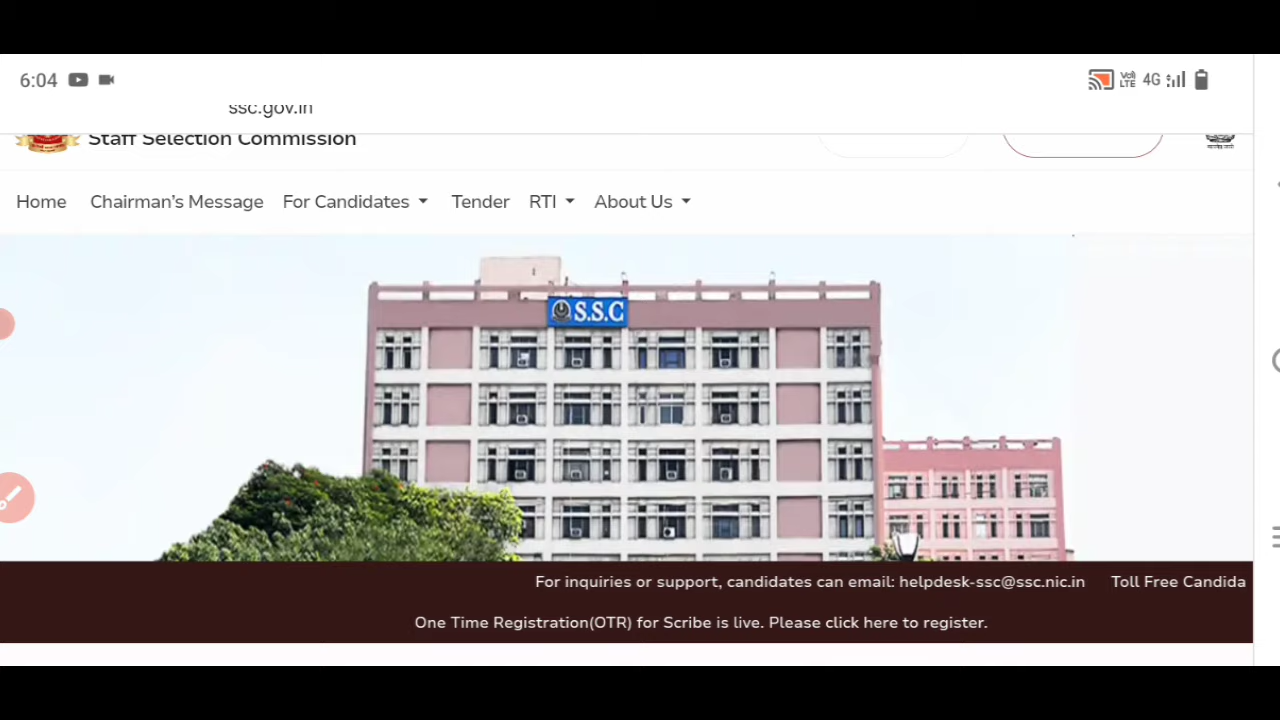 6:04 Vo) LTE 4G
ssc.gov.in
Staff Selection Commission
Home Chairman's Message For Candidates Tender RTI About Us
S.S.C
For inquiries or support, candidates can email: helpdesk-ssc@ssc.nic.in Toll Free Candida
One Time Registration(OTR) for Scribe is live. Please click here to register.